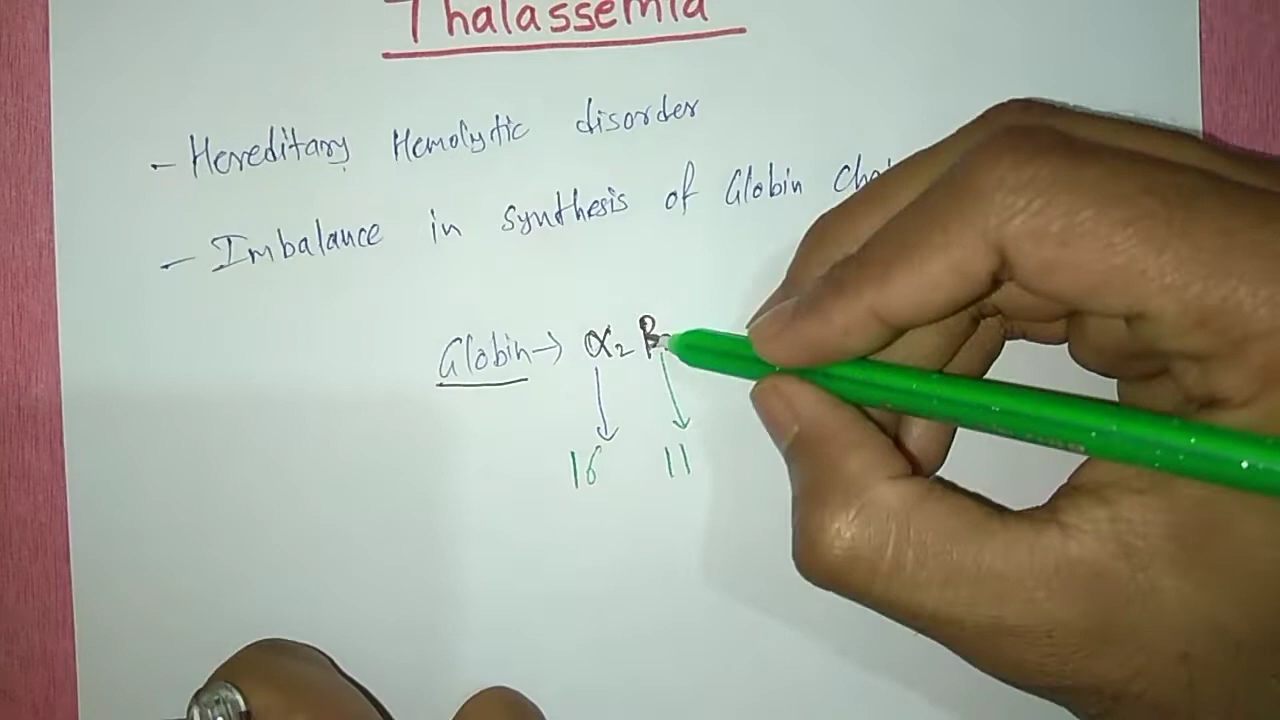 Thalassemia
- Hereditary Hemolytic disorder
- Imbalance in synthesis of Globin
Globin → α₂ β
16 11